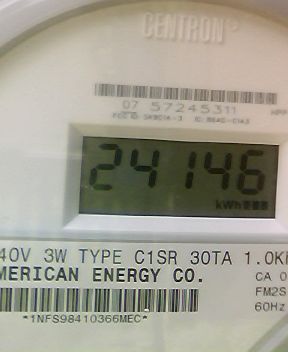 CENTRON®
07 57245311
24146
kWh
40V 3W TYPE C1SR 30TA 1.0K
MERICAN ENERGY CO.
CA 0
FM2S
60Hz
*1NFS98410366MEC*